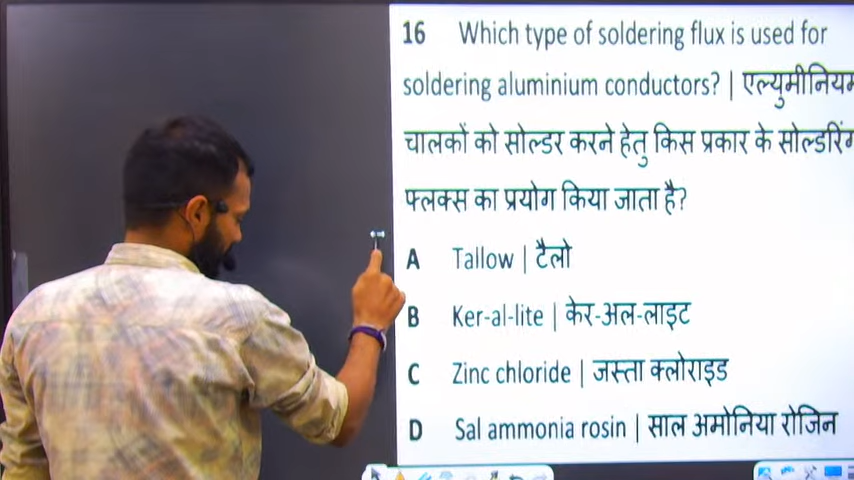 16 Which type of soldering flux is used for
soldering aluminium conductors? | एल्युमीनियम
चालकों को सोल्डर करने हेतु किस प्रकार के सोल्डरिंग
फ्लक्स का प्रयोग किया जाता है?
A Tallow | टैलो
B Ker-al-lite | केर-अल-लाइट
C Zinc chloride | जस्ता क्लोराइड
D Sal ammonia rosin | साल अमोनिया रोजिन